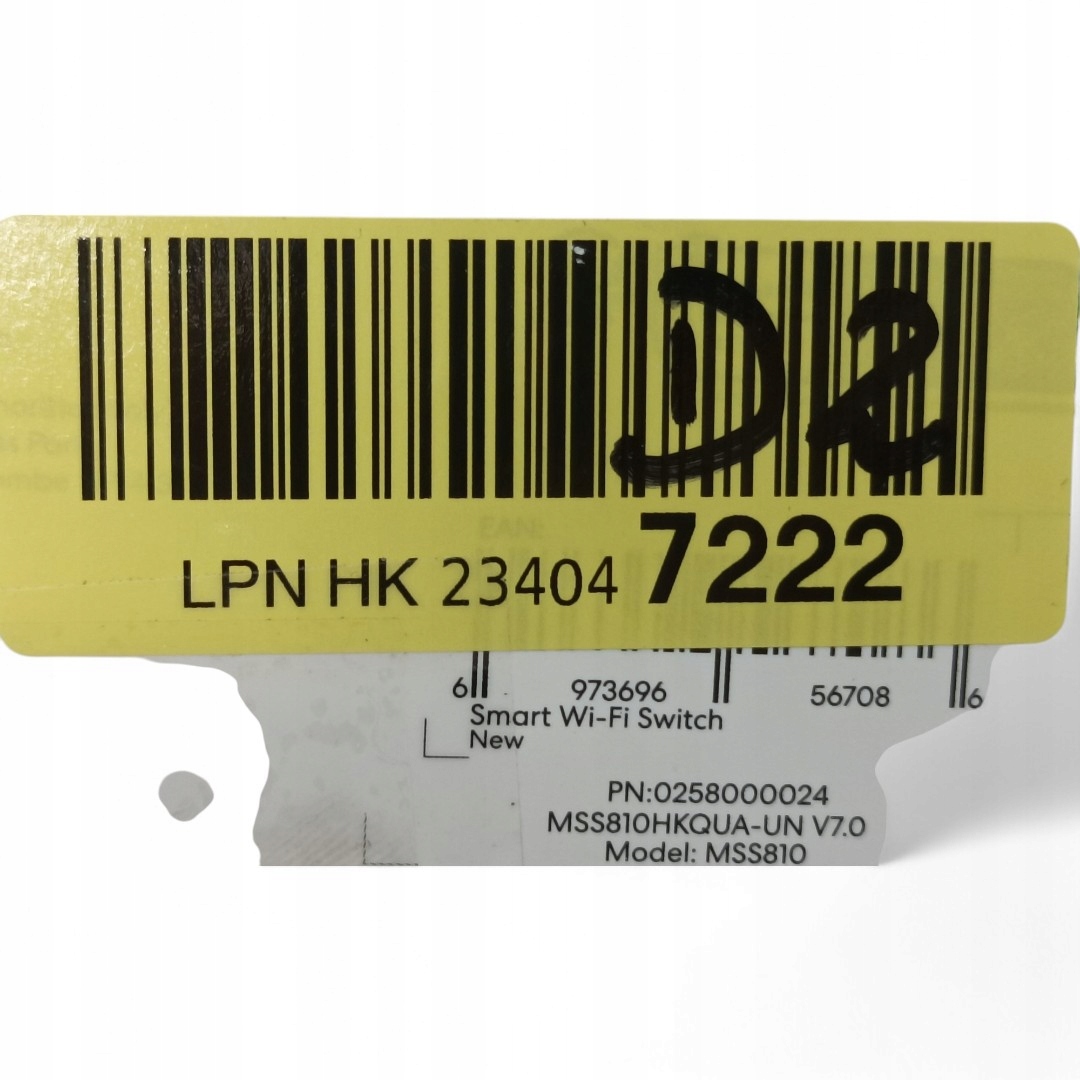 D2
LPN HK 23404 7222
EAN:
6 973696 56708 6
Smart Wi-Fi Switch
New
PN:0258000024
MSS810HKQUA-UN V7.0
Model: MSS810